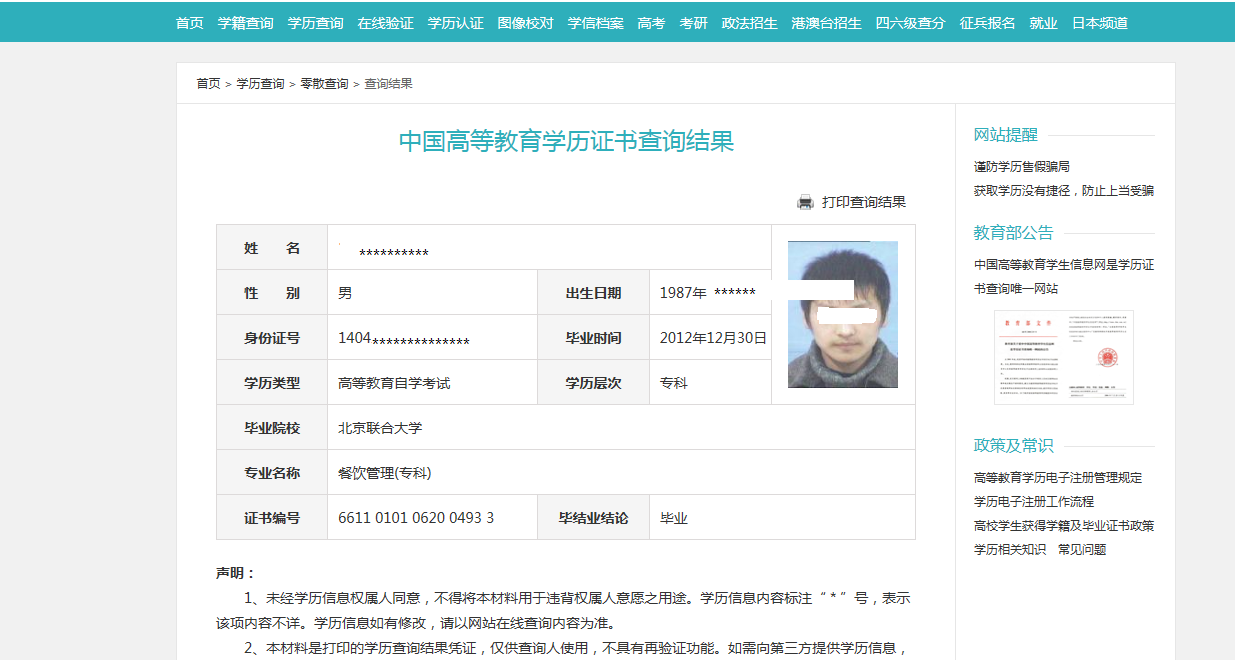 首页 学籍查询 学历查询 在线验证 学历认证 图像校对 学信档案 高考 考研 政法招生 港澳台招生 四六级查分 征兵报名 就业 日本频道
首页 > 学历查询 > 零散查询 > 查询结果
中国高等教育学历证书查询结果
打印查询结果
姓 名 **********
性 别 男 出生日期 1987年 ******
身份证号 1404************** 毕业时间 2012年12月30日
学历类型 高等教育自学考试 学历层次 专科
毕业院校 北京联合大学
专业名称 餐饮管理(专科)
证书编号 6611 0101 0620 0493 3 毕结业结论 毕业
声明：
1、未经学历信息权属人同意，不得将本材料用于违背权属人意愿之用途。学历信息内容标注“ * ”号，表示
该项内容不详。学历信息如有修改，请以网站在线查询内容为准。
2、本材料是打印的学历查询结果凭证，仅供查询人使用，不具有再验证功能。如需向第三方提供学历信息，
网站提醒
谨防学历售假骗局
获取学历没有捷径，防止上当受骗
教育部公告
中国高等教育学生信息网是学历证
书查询唯一网站
政策及常识
高等教育学历电子注册管理规定
学历电子注册工作流程
高校学生获得学籍及毕业证书政策
学历相关知识 常见问题